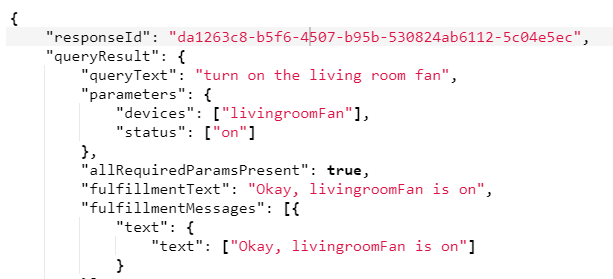 {
    "responseId": "da1263c8-b5f6-4507-b95b-530824ab6112-5c04e5ec",
    "queryResult": {
        "queryText": "turn on the living room fan",
        "parameters": {
            "devices": ["livingroomFan"],
            "status": ["on"]
        },
        "allRequiredParamsPresent": true,
        "fulfillmentText": "Okay, livingroomFan is on",
        "fulfillmentMessages": [{
            "text": {
                "text": ["Okay, livingroomFan is on"]
            }